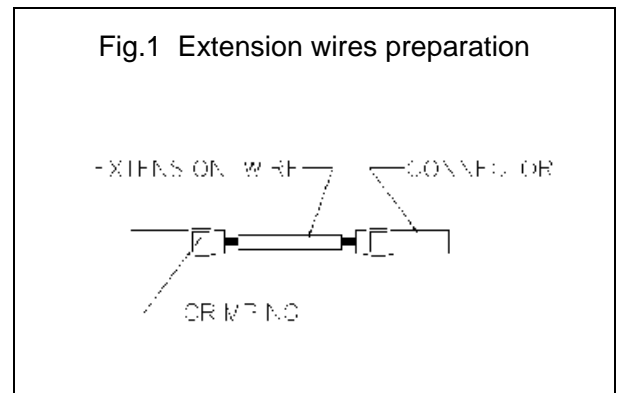 Fig.1 Extension wires preparation
EXTENSION WIRE
CONNECTOR
CRIMPING